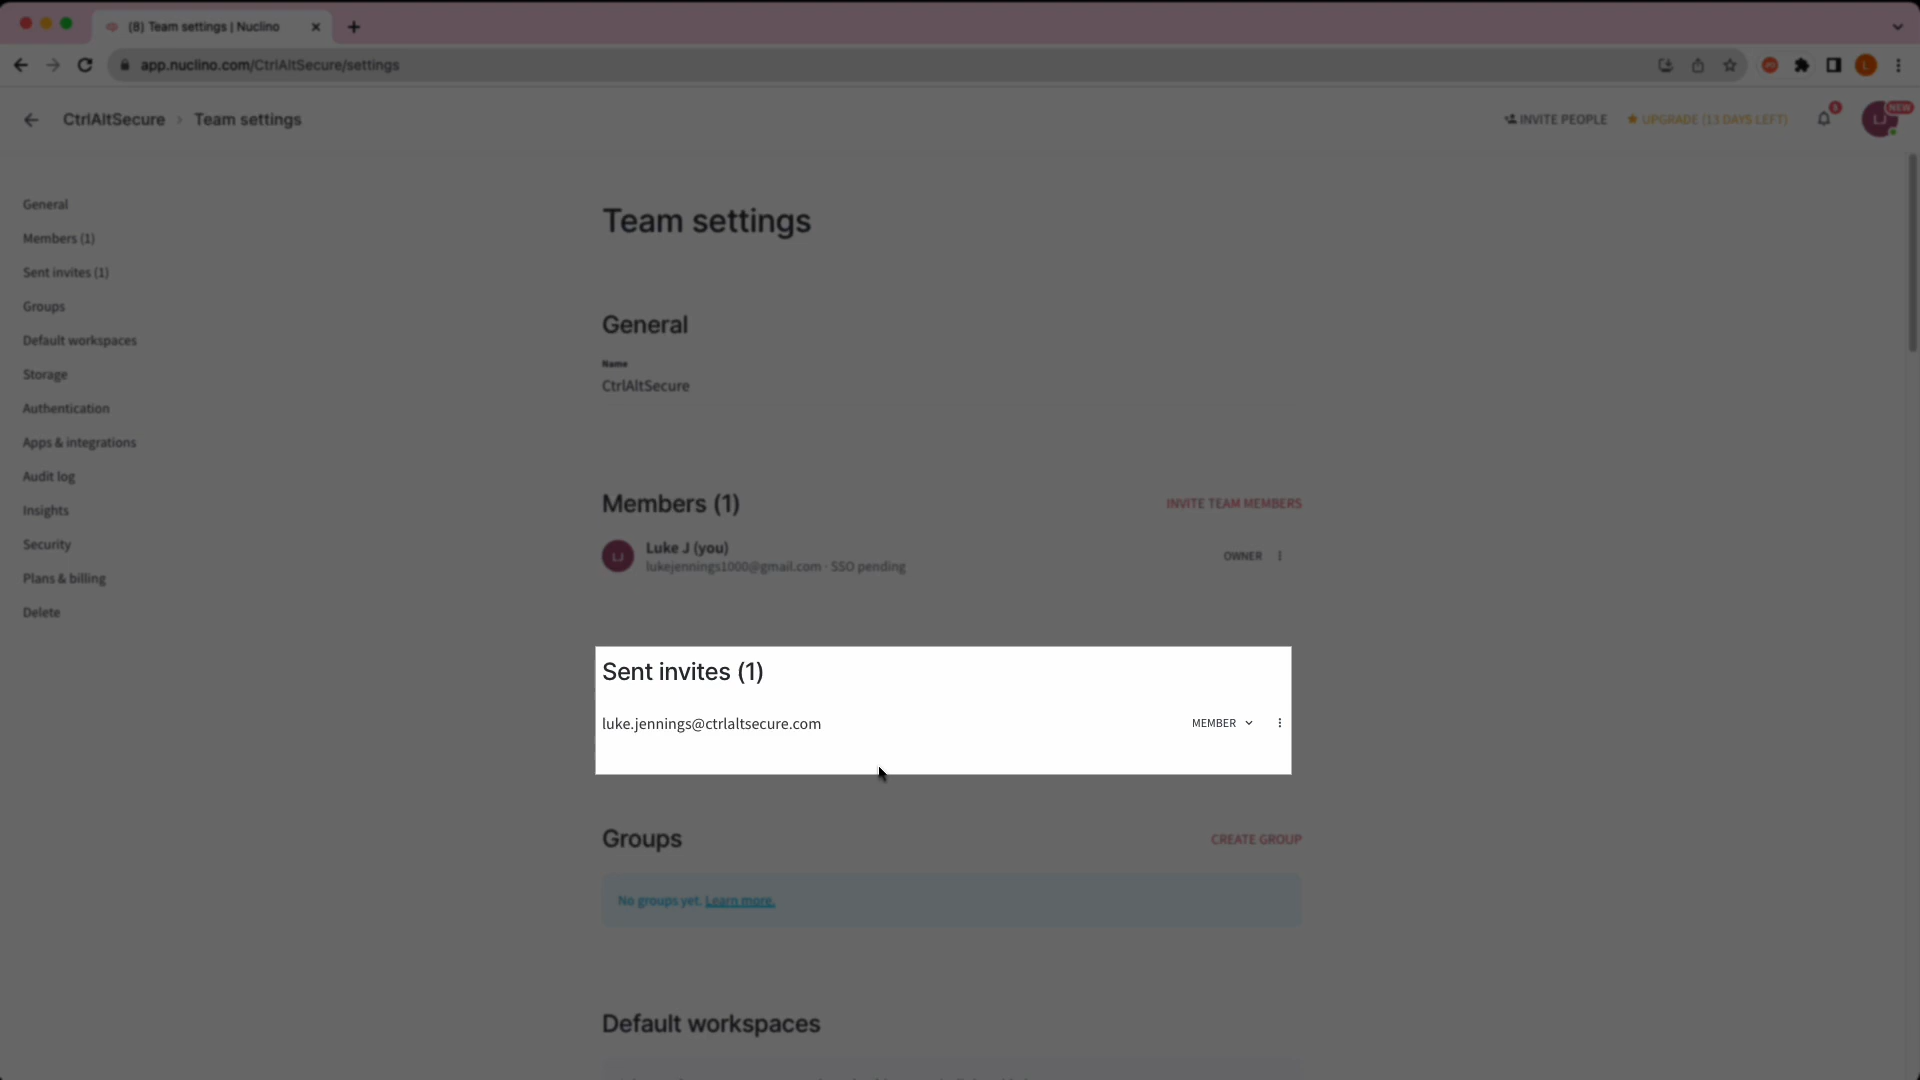 (8) Team settings | Nuclino
app.nuclino.com/CtrlAltSecure/settings
L
CtrlAltSecure › Team settings
INVITE PEOPLE
UPGRADE (13 DAYS LEFT)
LJ
NEW
General
Members (1)
Sent invites (1)
Groups
Default workspaces
Storage
Authentication
Apps & integrations
Audit log
Insights
Security
Plans & billing
Delete
Team settings
General
Name
CtrlAltSecure
Members (1)
INVITE TEAM MEMBERS
LJ
Luke J (you)
OWNER
lukejennings1000@gmail.com · SSO pending
Sent invites (1)
luke.jennings@ctrlaltsecure.com
MEMBER
Groups
CREATE GROUP
No groups yet. Learn more.
Default workspaces